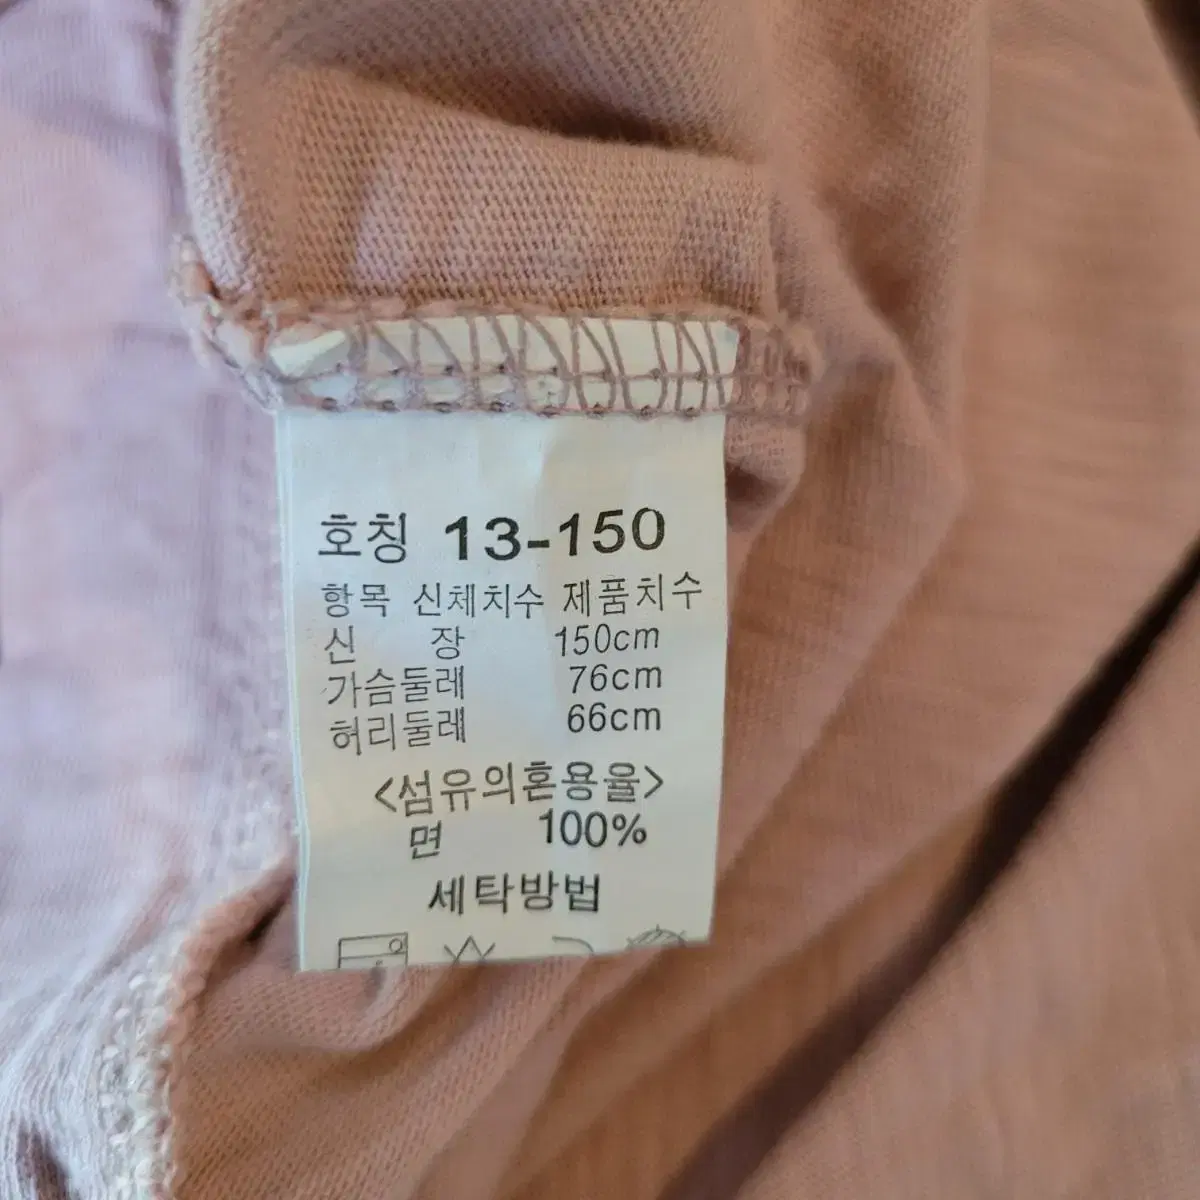 호칭 13-150
항목 신체치수 제품치수
신 장 150cm
가슴둘레 76cm
허리둘레 66cm
<섬유의혼용율>
면 100%
세탁방법